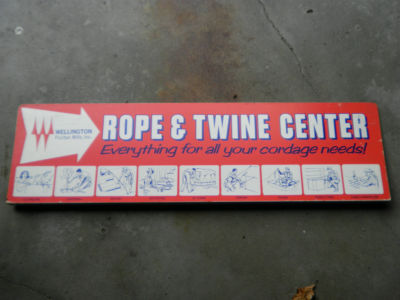 WELLINGTON
Puritan Mills, Inc.
ROPE & TWINE CENTER
Everything for all your cordage needs!